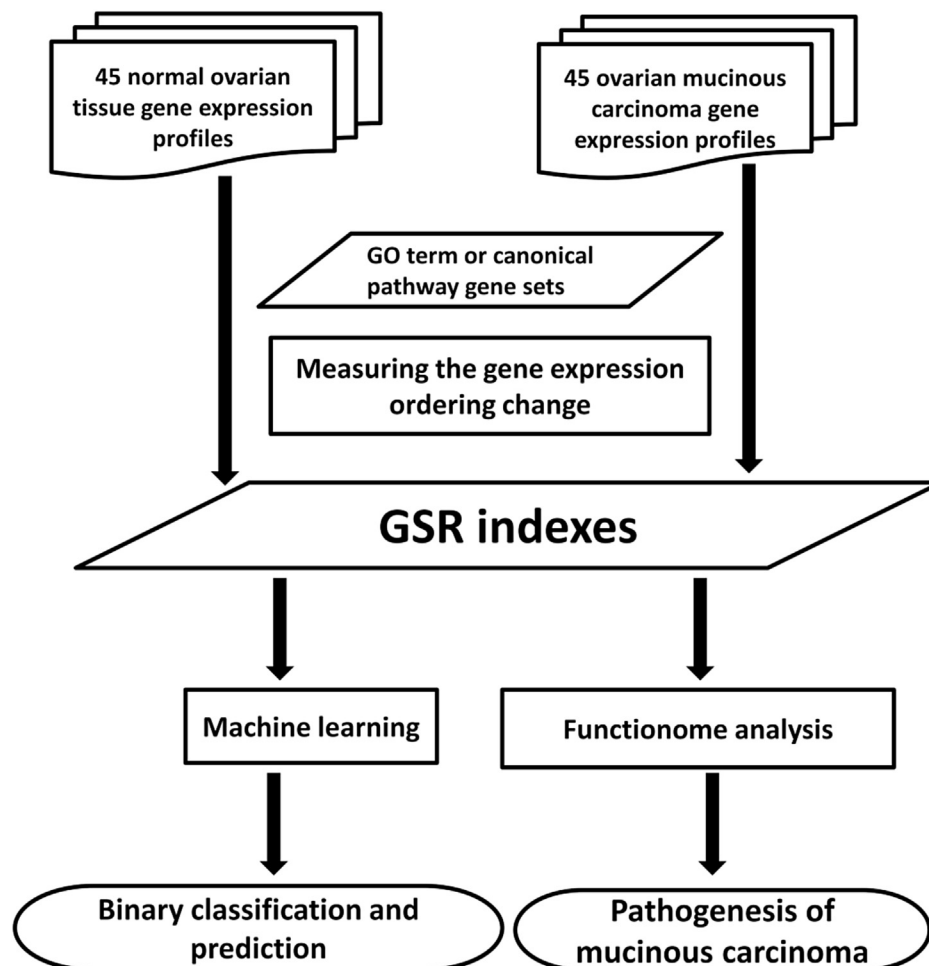 45 normal ovarian
tissue gene expression
profiles
45 ovarian mucinous
carcinoma gene
expression profiles
GO term or canonical
pathway gene sets
Measuring the gene expression
ordering change
GSR indexes
Machine learning
Functionome analysis
Binary classification and
prediction
Pathogenesis of
mucinous carcinoma